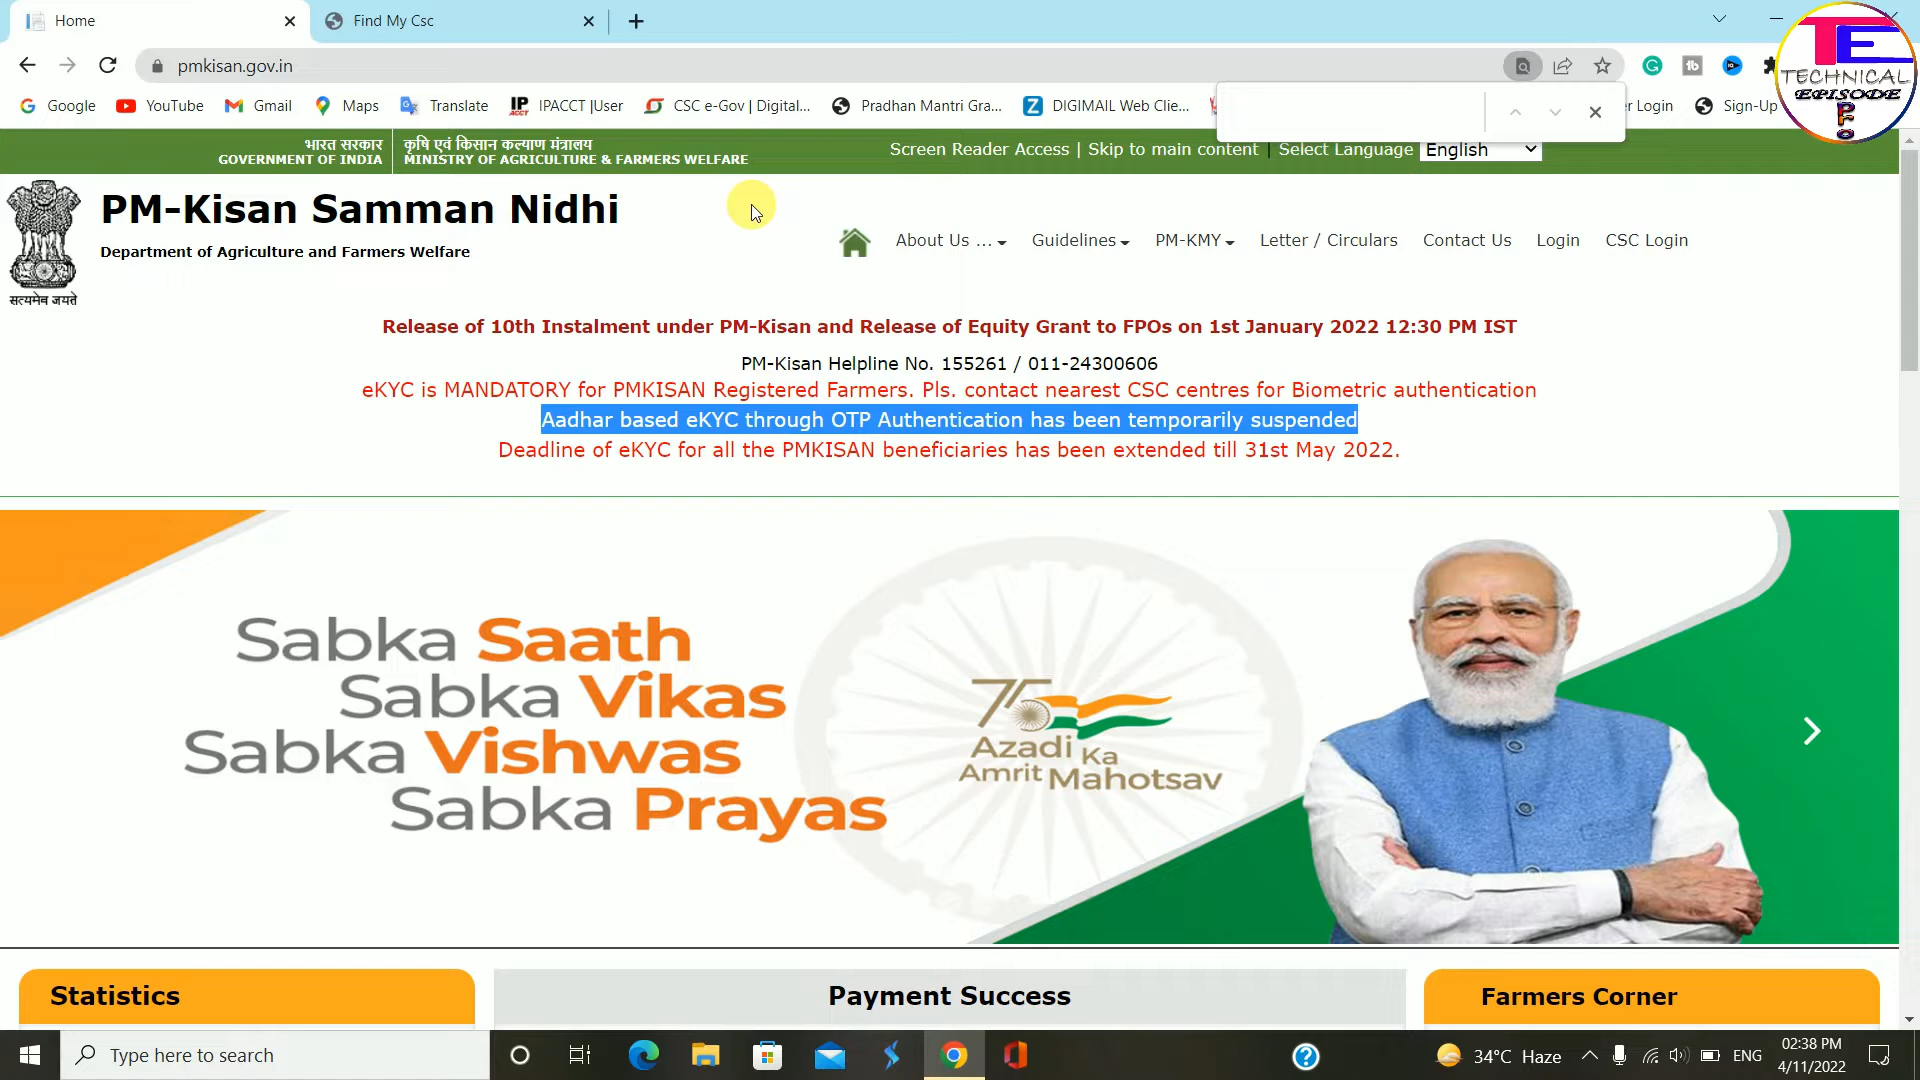 Home
Find My Csc
pmkisan.gov.in
Google YouTube Gmail Maps Translate IPACCT |User CSC e-Gov | Digital... Pradhan Mantri Gra... DIGIMAIL Web Clie... r Login Sign-Up
TE
TECHNICAL
EPISODE
PFO
भारत सरकार
GOVERNMENT OF INDIA
कृषि एवं किसान कल्याण मंत्रालय
MINISTRY OF AGRICULTURE & FARMERS WELFARE
Screen Reader Access | Skip to main content | Select Language English
सत्यमेव जयते
PM-Kisan Samman Nidhi
Department of Agriculture and Farmers Welfare
About Us ... Guidelines PM-KMY Letter / Circulars Contact Us Login CSC Login
Release of 10th Instalment under PM-Kisan and Release of Equity Grant to FPOs on 1st January 2022 12:30 PM IST
PM-Kisan Helpline No. 155261 / 011-24300606
eKYC is MANDATORY for PMKISAN Registered Farmers. Pls. contact nearest CSC centres for Biometric authentication
Aadhar based eKYC through OTP Authentication has been temporarily suspended
Deadline of eKYC for all the PMKISAN beneficiaries has been extended till 31st May 2022.
Sabka Saath
Sabka Vikas
Sabka Vishwas
Sabka Prayas
75
Azadi Ka
Amrit Mahotsav
Statistics
Payment Success
Farmers Corner
Type here to search
34°C Haze
ENG
02:38 PM
4/11/2022